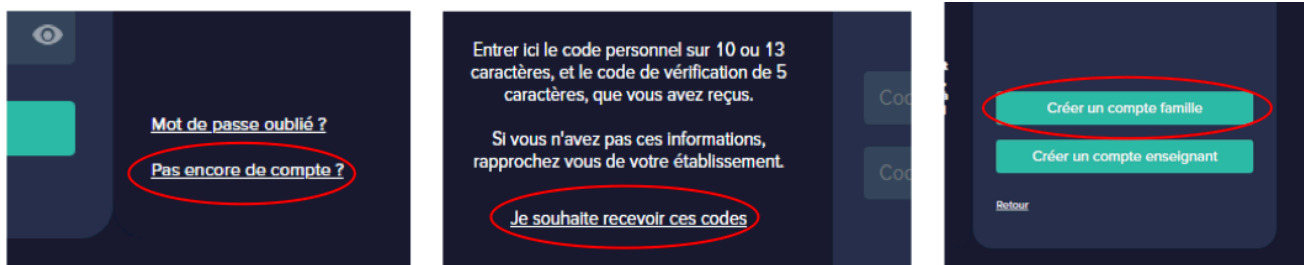 Mot de passe oublié ?
Pas encore de compte ?
Entrer ici le code personnel sur 10 ou 13
caractères, et le code de vérification de 5
caractères, que vous avez reçus.
Si vous n'avez pas ces informations,
rapprochez vous de votre établissement.
Je souhaite recevoir ces codes
Créer un compte famille
Créer un compte enseignant
Retour